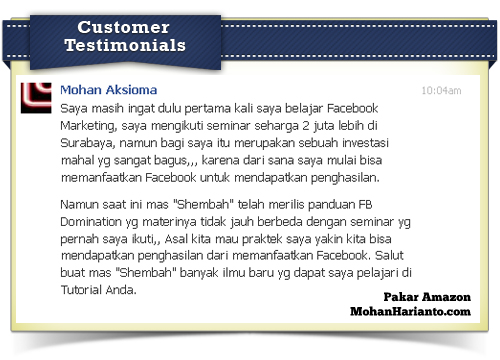 Customer
Testimonials
Mohan Aksioma
10:04am
Saya masih ingat dulu pertama kali saya belajar Facebook
Marketing, saya mengikuti seminar seharga 2 juta lebih di
Surabaya, namun bagi saya itu merupakan sebuah investasi
mahal yg sangat bagus,,, karena dari sana saya mulai bisa
memanfaatkan Facebook untuk mendapatkan penghasilan.
Namun saat ini mas "Shembah" telah merilis panduan FB
Domination yg materinya tidak jauh berbeda dengan seminar yg
pernah saya ikuti,, Asal kita mau praktek saya yakin kita bisa
mendapatkan penghasilan dari memanfaatkan Facebook. Salut
buat mas "Shembah" banyak ilmu baru yg dapat saya pelajari di
Tutorial Anda.
Pakar Amazon
MohanHarianto.com